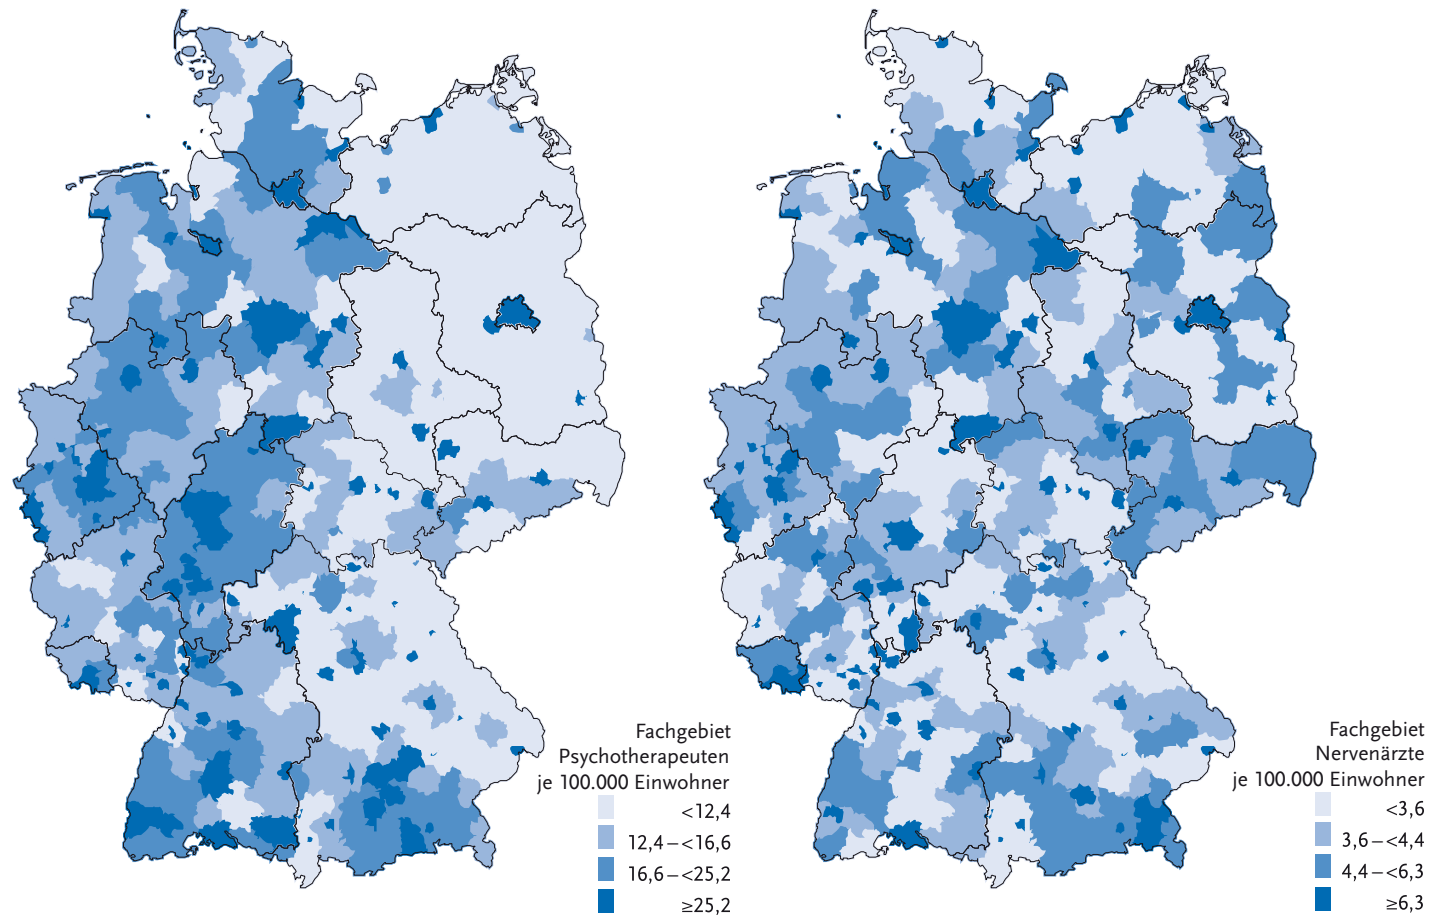 Fachgebiet
Psychotherapeuten
je 100.000 Einwohner
<12,4
12,4–<16,6
16,6–<25,2
≥25,2
Fachgebiet
Nervenärzte
je 100.000 Einwohner
<3,6
3,6–<4,4
4,4–<6,3
≥6,3